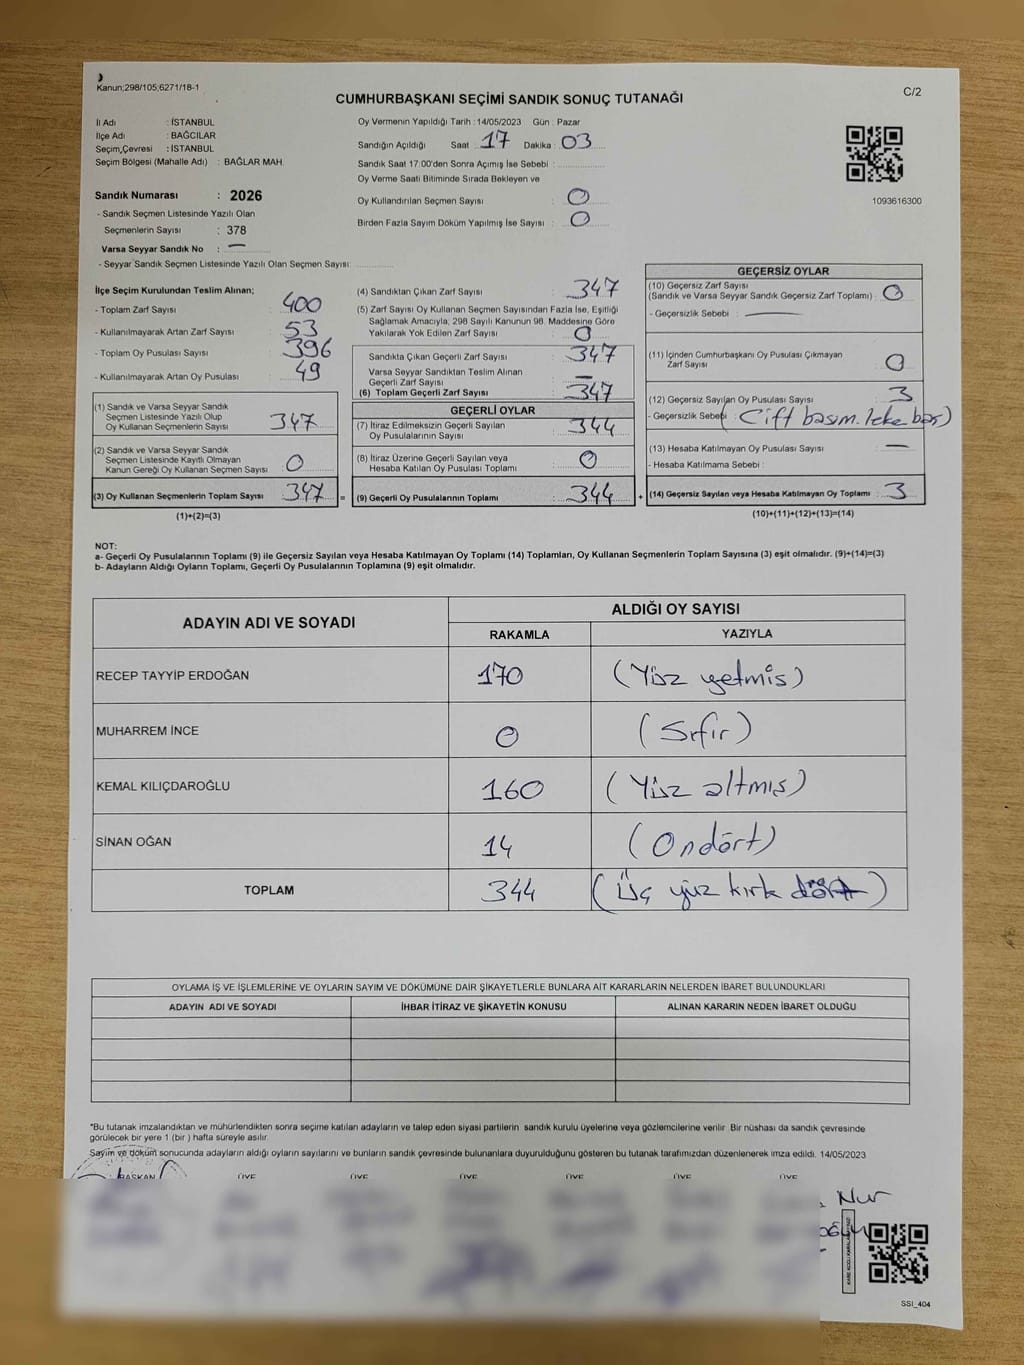 Kanun;298/105;6271/18-1
C/2
CUMHURBAŞKANI SEÇİMİ SANDIK SONUÇ TUTANAĞI
İl Adı : İSTANBUL
İlçe Adı : BAĞCILAR
Seçim Çevresi : İSTANBUL
Seçim Bölgesi (Mahalle Adı) : BAĞLAR MAH.
Sandık Numarası : 2026
- Sandık Seçmen Listesinde Yazılı Olan
Seçmenlerin Sayısı : 378
Varsa Seyyar Sandık No : —
- Seyyar Sandık Seçmen Listesinde Yazılı Olan Seçmen Sayısı:
Oy Vermenin Yapıldığı Tarih : 14/05/2023 Gün : Pazar
Sandığın Açıldığı Saat : 17 Dakika : 03
Sandık Saat 17:00'den Sonra Açımış İse Sebebi :
Oy Verme Saati Bitiminde Sırada Bekleyen ve
Oy Kullandırılan Seçmen Sayısı : 0
Birden Fazla Sayım Döküm Yapılmış İse Sayısı : 0
1093616300
İlçe Seçim Kurulundan Teslim Alınan;
- Toplam Zarf Sayısı : 400
- Kullanılmayarak Artan Zarf Sayısı : 53
- Toplam Oy Pusulası Sayısı : 396
- Kullanılmayarak Artan Oy Pusulası : 49
(1) Sandık ve Varsa Seyyar Sandık
Seçmen Listesinde Yazılı Olup
Oy Kullanan Seçmenlerin Sayısı : 347
(2) Sandık ve Varsa Seyyar Sandık
Seçmen Listesinde Kayıtlı Olmayan
Kanun Gereği Oy Kullanan Seçmen Sayısı : 0
(3) Oy Kullanan Seçmenlerin Toplam Sayısı : 347 =
(1)+(2)=(3)
(4) Sandıktan Çıkan Zarf Sayısı : 347
(5) Zarf Sayısı Oy Kullanan Seçmen Sayısından Fazla İse, Eşitliği
Sağlamak Amacıyla, 298 Sayılı Kanunun 98. Maddesine Göre
Yakılarak Yok Edilen Zarf Sayısı : 0
Sandıkta Çıkan Geçerli Zarf Sayısı : 347
Varsa Seyyar Sandıktan Teslim Alınan
Geçerli Zarf Sayısı : —
(6) Toplam Geçerli Zarf Sayısı : 347
GEÇERLİ OYLAR
(7) İtiraz Edilmeksizin Geçerli Sayılan
Oy Pusulalarının Sayısı : 344
(8) İtiraz Üzerine Geçerli Sayılan veya
Hesaba Katılan Oy Pusulası Toplamı : 0
(9) Geçerli Oy Pusulalarının Toplamı : 344 +
GEÇERSİZ OYLAR
(10) Geçersiz Zarf Sayısı
(Sandık ve Varsa Seyyar Sandık Geçersiz Zarf Toplamı) : 0
- Geçersizlik Sebebi : —
(11) İçinden Cumhurbaşkanı Oy Pusulası Çıkmayan
Zarf Sayısı : 0
(12) Geçersiz Sayılan Oy Pusulası Sayısı : 3
- Geçersizlik Sebebi : (Çift basım. leke bas)
(13) Hesaba Katılmayan Oy Pusulası Sayısı : —
- Hesaba Katılmama Sebebi :
(14) Geçersiz Sayılan veya Hesaba Katılmayan Oy Toplamı : 3
(10)+(11)+(12)+(13)=(14)
NOT:
a- Geçerli Oy Pusulalarının Toplamı (9) ile Geçersiz Sayılan veya Hesaba Katılmayan Oy Toplamı (14) Toplamları, Oy Kullanan Seçmenlerin Toplam Sayısına (3) eşit olmalıdır. (9)+(14)=(3)
b- Adayların Aldığı Oyların Toplamı, Geçerli Oy Pusulalarının Toplamına (9) eşit olmalıdır.
ADAYIN ADI VE SOYADI
ALDIĞI OY SAYISI
RAKAMLA YAZIYLA
RECEP TAYYİP ERDOĞAN 170 (Yüz yetmiş)
MUHARREM İNCE 0 (Sıfır)
KEMAL KILIÇDAROĞLU 160 (Yüz altmış)
SİNAN OĞAN 14 (Ondört)
TOPLAM 344 (Üç yüz kırk dört)
OYLAMA İŞ VE İŞLEMLERİNE VE OYLARIN SAYIM VE DÖKÜMÜNE DAİR ŞİKAYETLERLE BUNLARA AİT KARARLARIN NELERDEN İBARET BULUNDUKLARI
ADAYIN ADI VE SOYADI İHBAR İTİRAZ VE ŞİKAYETİN KONUSU ALINAN KARARIN NEDEN İBARET OLDUĞU
*Bu tutanak imzalandıktan ve mühürlendikten sonra seçime katılan adayların ve talep eden siyasi partilerin sandık kurulu üyelerine veya gözlemcilerine verilir. Bir nüshası da sandık çevresinde
görülecek bir yere 1 (bir) hafta süreyle asılır.
Sayım ve döküm sonucunda adayların aldığı oyların sayılarını ve bunların sandık çevresinde bulunanlara duyurulduğunu gösteren bu tutanak tarafımızdan düzenlenerek imza edildi. 14/05/2023
BAŞKAN ÜYE ÜYE ÜYE ÜYE ÜYE ÜYE
Nur
SSI_404